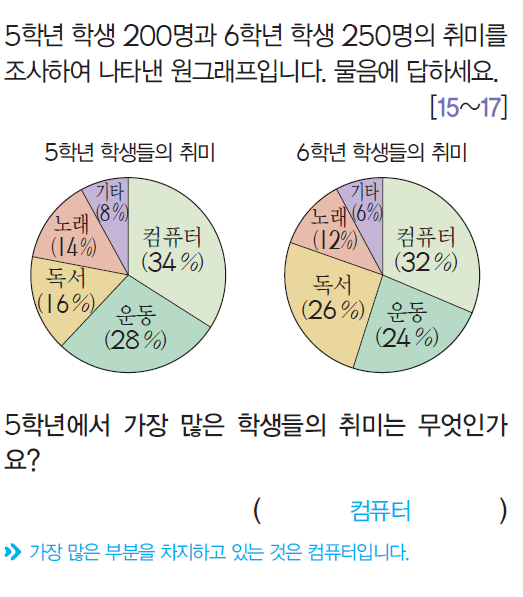 5학년 학생 200명과 6학년 학생 250명의 취미를
조사하여 나타낸 원그래프입니다. 물음에 답하세요.
[15~17]
5학년 학생들의 취미
기타
(8%)
노래
(14%)
컴퓨터
(34%)
독서
(16%)
운동
(28%)
6학년 학생들의 취미
기타
(6%)
노래
(12%)
컴퓨터
(32%)
독서
(26%)
운동
(24%)
5학년에서 가장 많은 학생들의 취미는 무엇인가
요?
( 컴퓨터 )
가장 많은 부분을 차지하고 있는 것은 컴퓨터입니다.